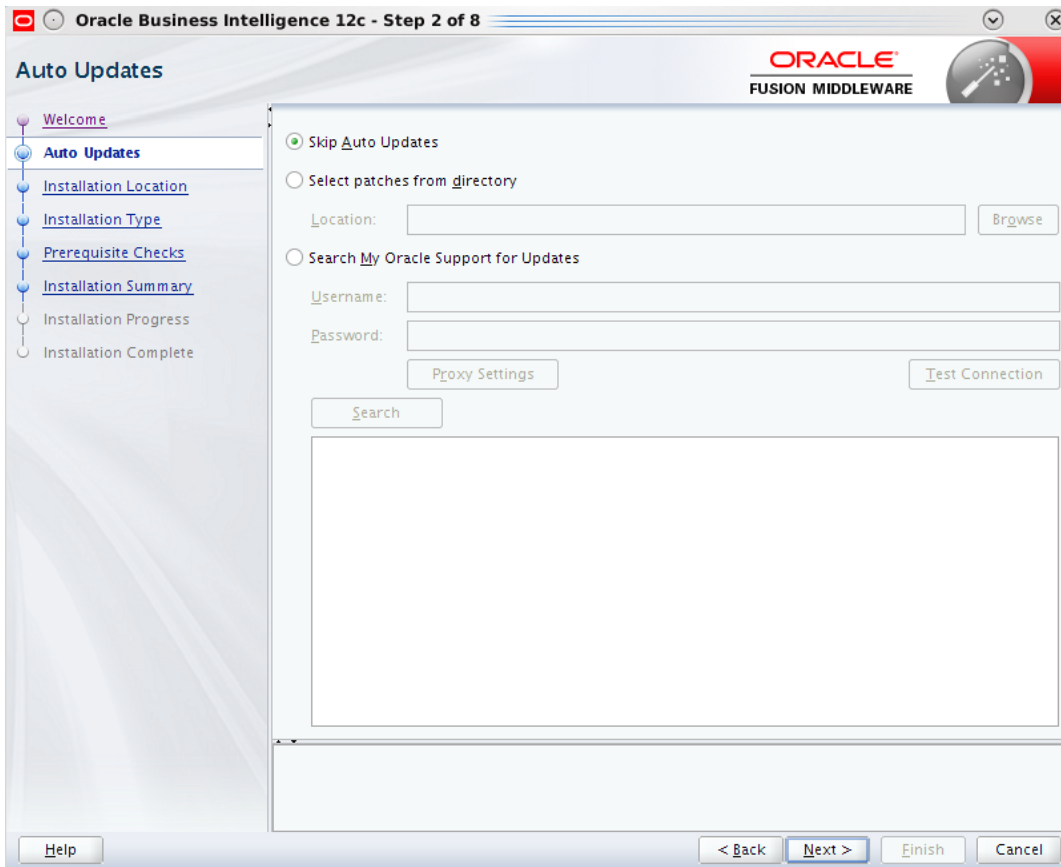 Oracle Business Intelligence 12c - Step 2 of 8
Auto Updates
ORACLE
FUSION MIDDLEWARE
Welcome
Auto Updates
Installation Location
Installation Type
Prerequisite Checks
Installation Summary
Installation Progress
Installation Complete
Skip Auto Updates
Select patches from directory
Location:
Browse
Search My Oracle Support for Updates
Username:
Password:
Proxy Settings
Test Connection
Search
Help
< Back
Next >
Finish
Cancel